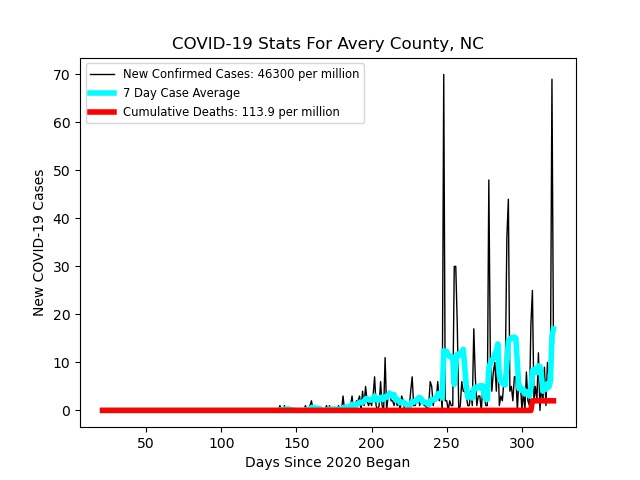 COVID-19 Stats For Avery County, NC
New Confirmed Cases: 46300 per million
7 Day Case Average
Cumulative Deaths: 113.9 per million
New COVID-19 Cases
70
60
50
40
30
20
10
0
50 100 150 200 250 300
Days Since 2020 Began